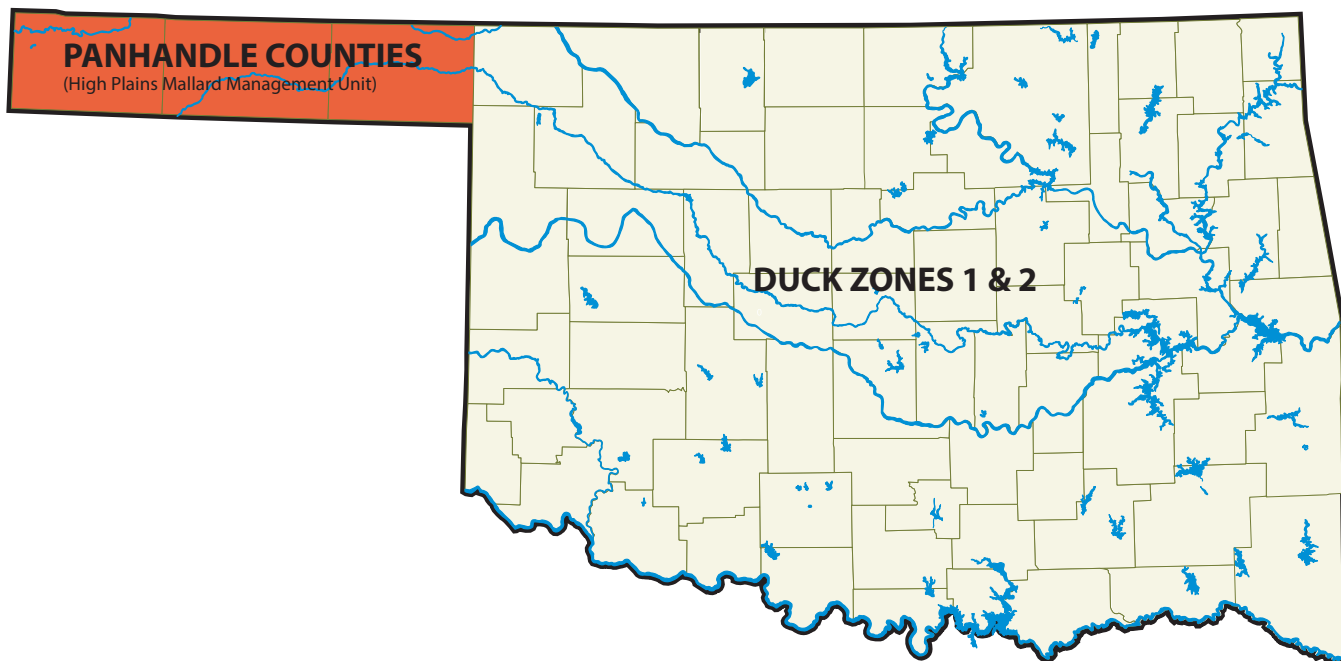 PANHANDLE COUNTIES
(High Plains Mallard Management Unit)
DUCK ZONES 1 & 2